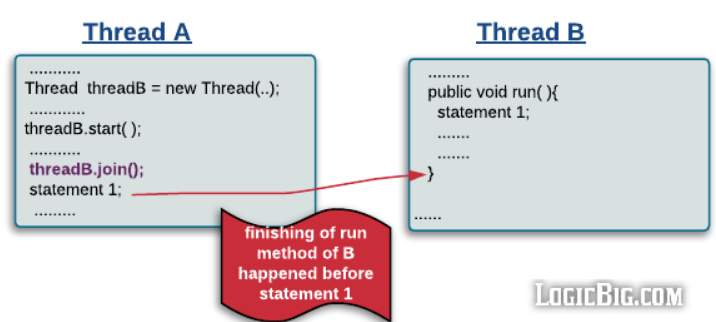 Thread A
...........
Thread threadB = new Thread(..);
............
threadB.start( );
...........
threadB.join();
statement 1;
.........
Thread B
.........
public void run( ){
statement 1;
.......
.......
}
......
finishing of run
method of B
happened before
statement 1
LogicBig.com